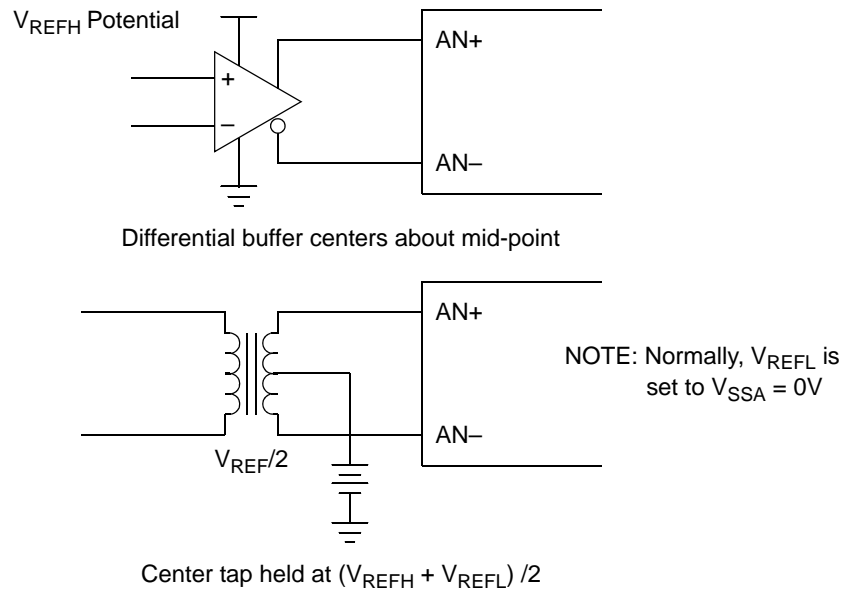 VREFH Potential
+
–
AN+
AN–
Differential buffer centers about mid-point
AN+
AN–
VREF/2
NOTE: Normally, VREFL is
set to VSSA = 0V
Center tap held at (VREFH + VREFL) /2